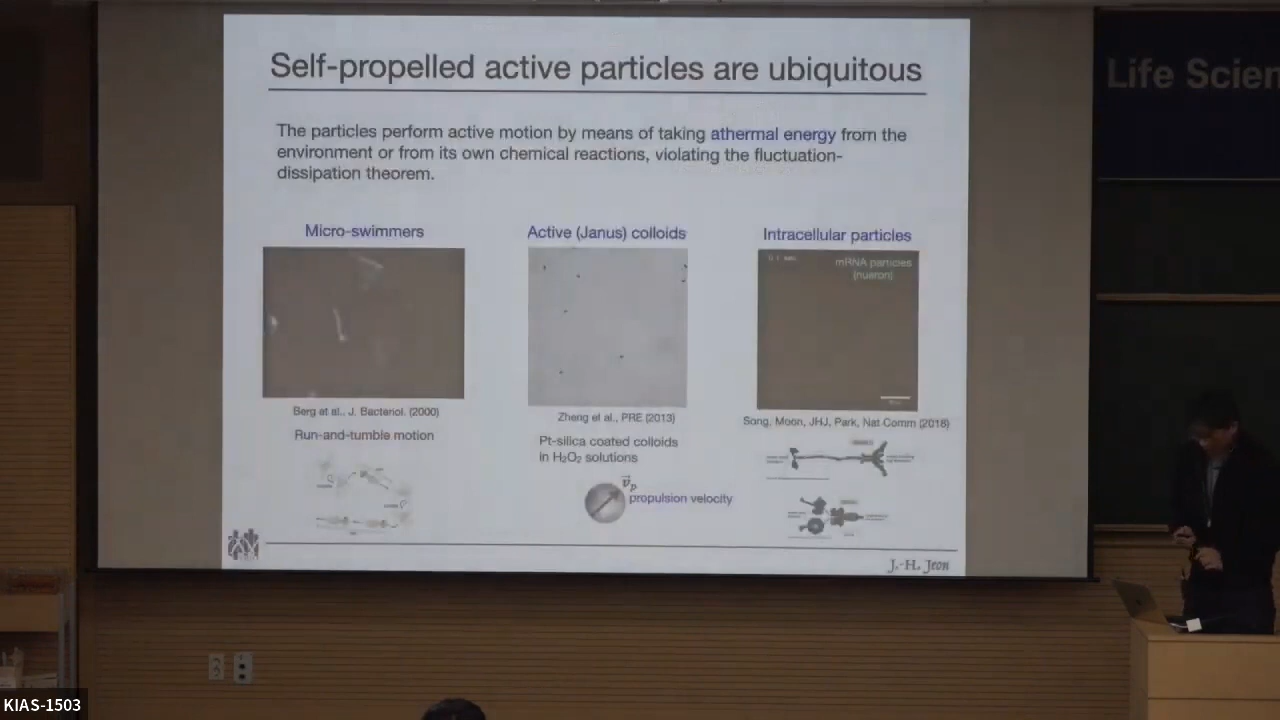 Self-propelled active particles are ubiquitous
Life Scien
The particles perform active motion by means of taking athermal energy from the
environment or from its own chemical reactions, violating the fluctuation-
dissipation theorem.
Micro-swimmers
Active (Janus) colloids
Intracellular particles
mRNA particles
(nueron)
Berg et al., J. Bacteriol. (2000)
Zheng et al., PRE (2013)
Song, Moon, JHJ, Park, Nat Comm (2018)
Run-and-tumble motion
Pt-silica coated colloids
in H₂O₂ solutions
v⃗p
propulsion velocity
J.-H. Jeon
KIAS-1503